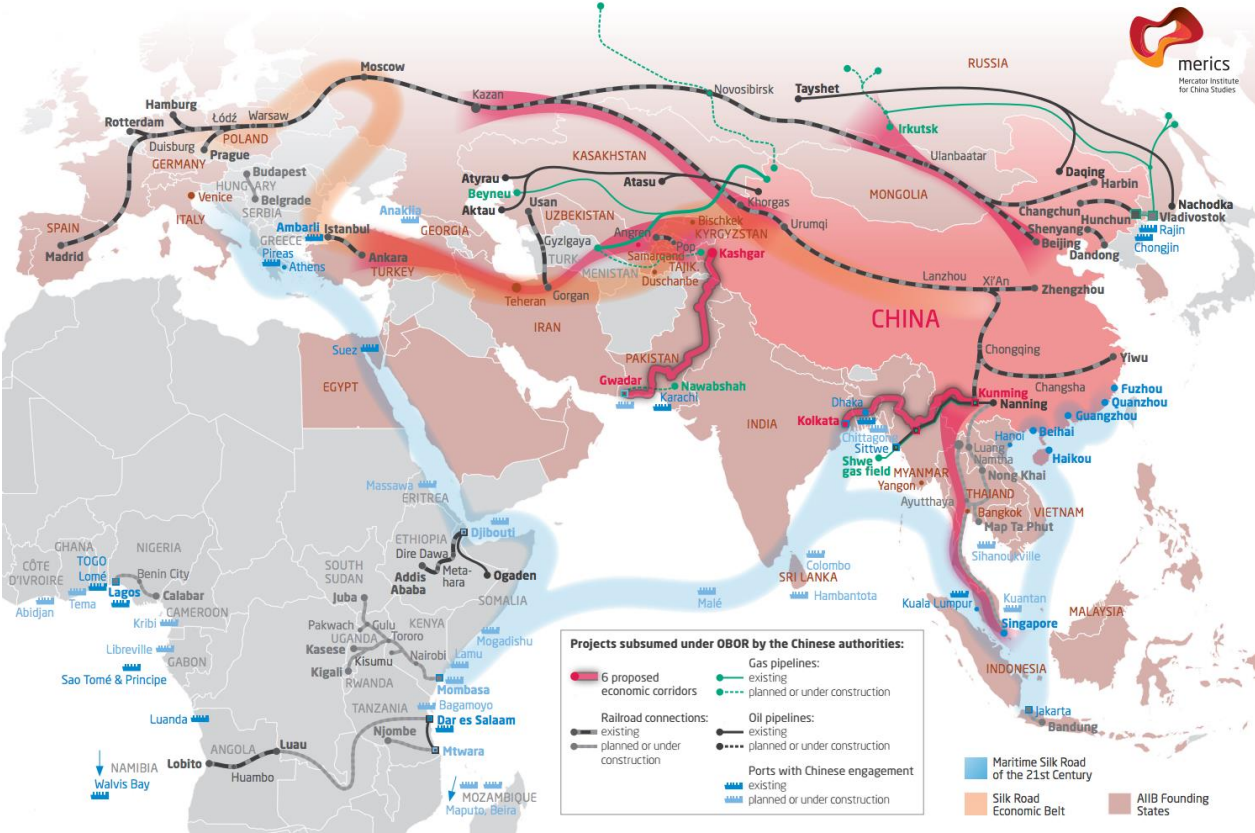 merics
Mercator Institute
for China Studies
RUSSIA
Moscow
Kazan
Novosibirsk
Tayshet
Hamburg
Rotterdam
Łódź
Warsaw
POLAND
Duisburg
GERMANY
Prague
Irkutsk
Ulanbaatar
KASAKHSTAN
Budapest
HUNGARY
Belgrade
SERBIA
Venice
ITALY
Atyrau
Beyneu
Aktau
Atasu
Khorgas
MONGOLIA
Daqing
Harbin
Changchun
Hunchun
Nachodka
Vladivostok
Rajin
Chongjin
Shenyang
Beijing
Dandong
SPAIN
Madrid
Ambarli
Istanbul
GREECE
Pireas
Athens
Anaklia
GEORGIA
Ankara
TURKEY
Usan
UZBEKISTAN
Gyzlgaya
TURK
MENISTAN
Angren
Pop
Samarqand
TAJIK.
Duschanbe
Bischkek
KYRGYZSTAN
Kashgar
Urumqi
Teheran
Gorgan
IRAN
Lanzhou
Xi'An
Zhengzhou
CHINA
Suez
EGYPT
PAKISTAN
Gwadar
Nawabshah
Karachi
Chongqing
Yiwu
Changsha
INDIA
Dhaka
Kolkata
Chittagong
Sittwe
Shwe
gas field
Kunming
Nanning
Fuzhou
Quanzhou
Guangzhou
Hanoi
Beihai
Haikou
Luang
Namtha
Nong Khai
MYANMAR
Yangon
Ayutthaya
THAILAND
Bangkok
VIETNAM
Map Ta Phut
Sihanoukville
Massawa
ERITREA
Djibouti
ETHIOPIA
Dire Dawa
Meta-
hara
Addis
Ababa
Ogaden
SOMALIA
GHANA
NIGERIA
CÔTE
D'IVROIRE
TOGO
Lomé
Benin City
Lagos
Calabar
Abidjan
Tema
CAMEROON
Kribi
Libreville
GABON
Sao Tomé & Principe
SOUTH
SUDAN
Juba
Pakwach
Gulu
KENYA
UGANDA
Tororo
Kasese
Kisumu
Nairobi
Kigali
RWANDA
Mogadishu
Lamu
Mombasa
TANZANIA
Bagamoyo
Dar es Salaam
Njombe
Mtwara
Luanda
ANGOLA
Luau
Lobito
Huambo
NAMIBIA
Walvis Bay
MOZAMBIQUE
Maputo, Beira
Malé
Colombo
SRI LANKA
Hambantota
Kuala Lumpur
Kuantan
Singapore
MALAYSIA
INDONESIA
Jakarta
Bandung
Projects subsumed under OBOR by the Chinese authorities:
6 proposed
economic corridors
Gas pipelines:
existing
planned or under construction
Railroad connections:
existing
planned or under
construction
Oil pipelines:
existing
planned or under construction
Ports with Chinese engagement
existing
planned or under construction
Maritime Silk Road
of the 21st Century
Silk Road
Economic Belt
AIIB Founding
States